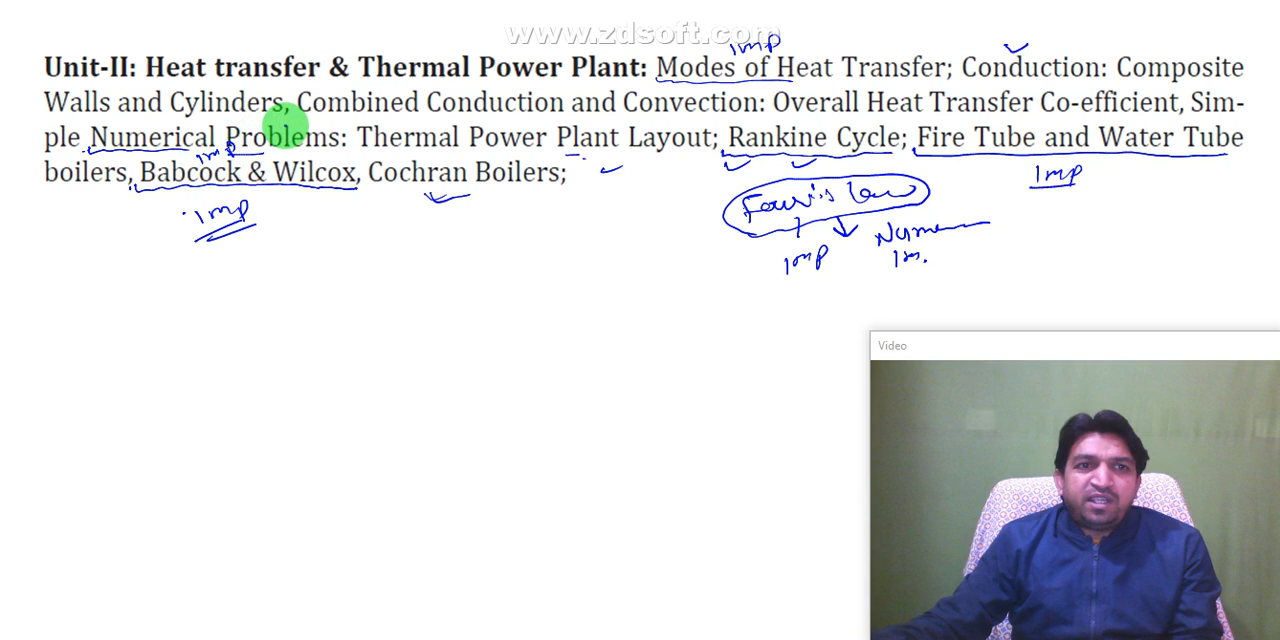 www.zdsoft.com
imp
Unit-II: Heat transfer & Thermal Power Plant: Modes of Heat Transfer; Conduction: Composite
Walls and Cylinders, Combined Conduction and Convection: Overall Heat Transfer Co-efficient, Sim-
ple Numerical Problems: Thermal Power Plant Layout; Rankine Cycle; Fire Tube and Water Tube
imp
boilers, Babcock & Wilcox, Cochran Boilers;
imp
imp
imp
Video